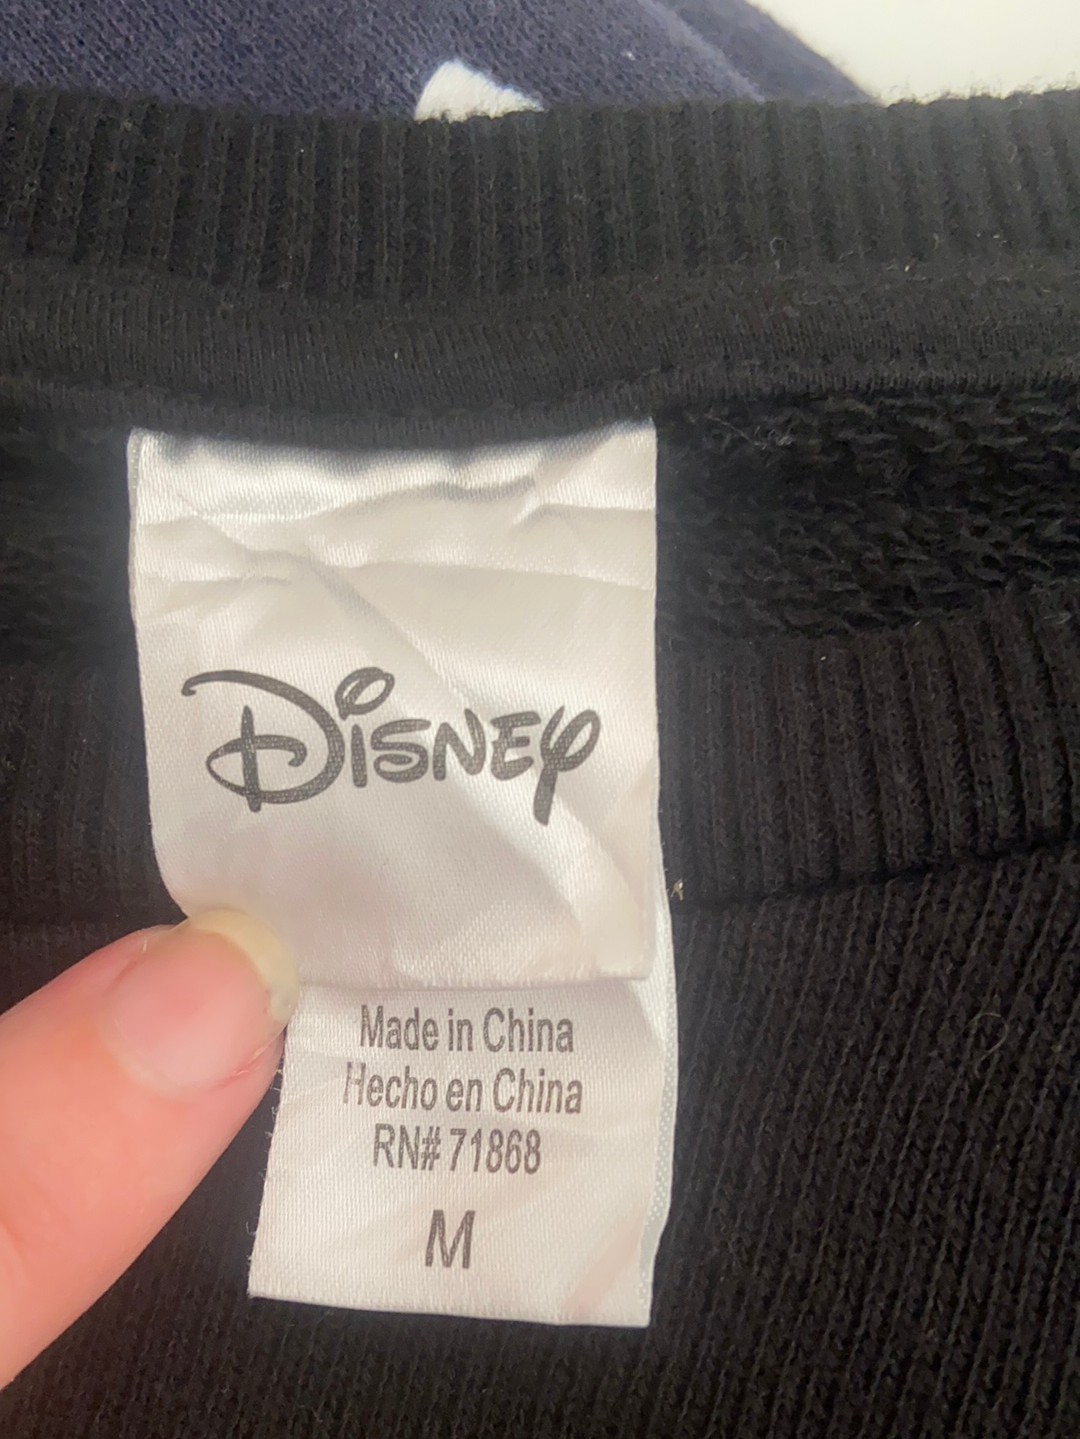 Disney
Made in China
Hecho en China
RN# 71868
M